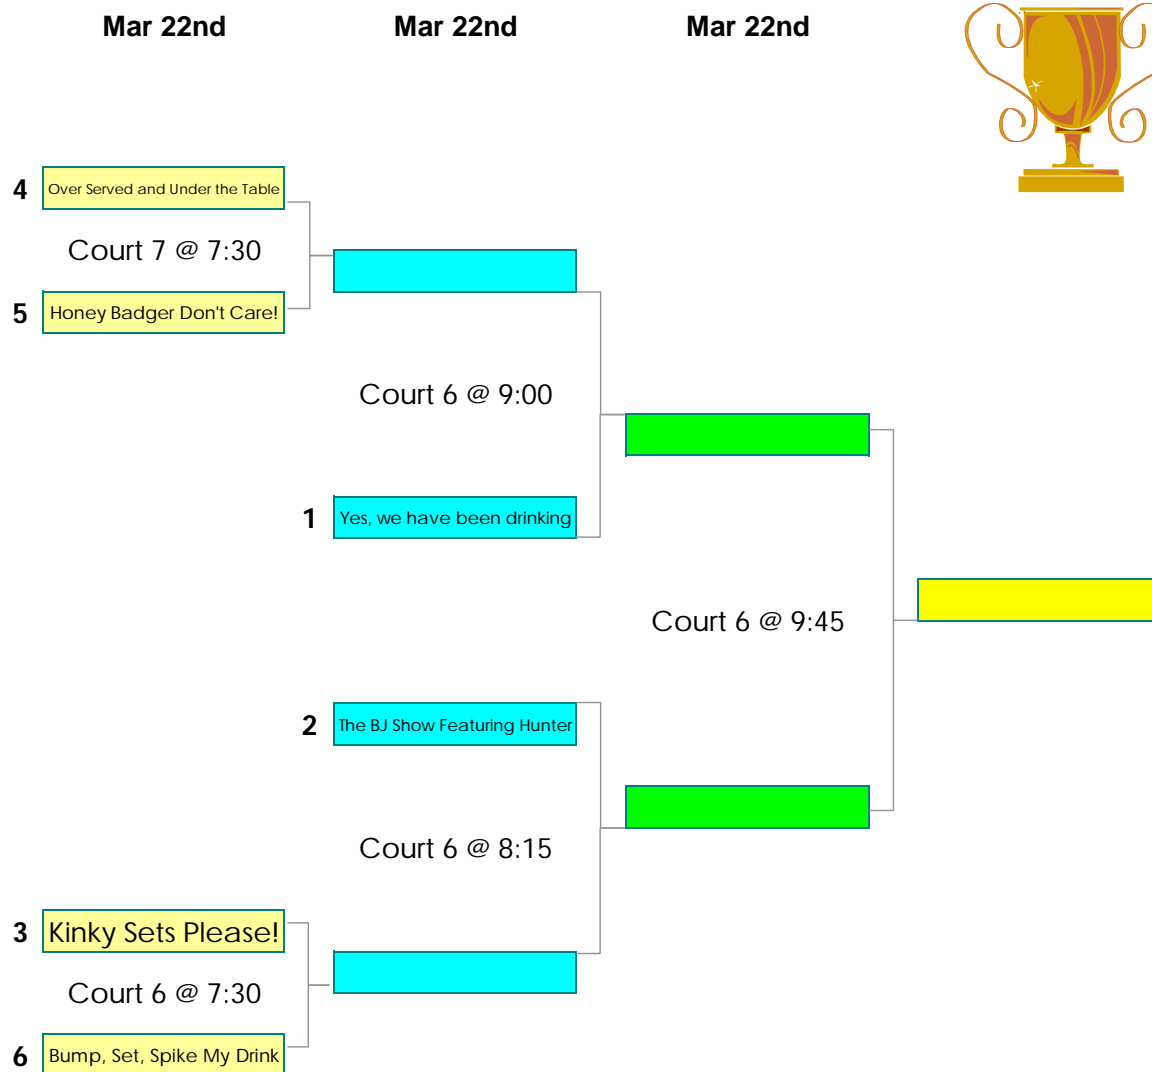 Mar 22nd Mar 22nd Mar 22nd
4 Over Served and Under the Table
Court 7 @ 7:30
5 Honey Badger Don't Care!
Court 6 @ 9:00
1 Yes, we have been drinking
Court 6 @ 9:45
2 The BJ Show Featuring Hunter
Court 6 @ 8:15
3 Kinky Sets Please!
Court 6 @ 7:30
6 Bump, Set, Spike My Drink